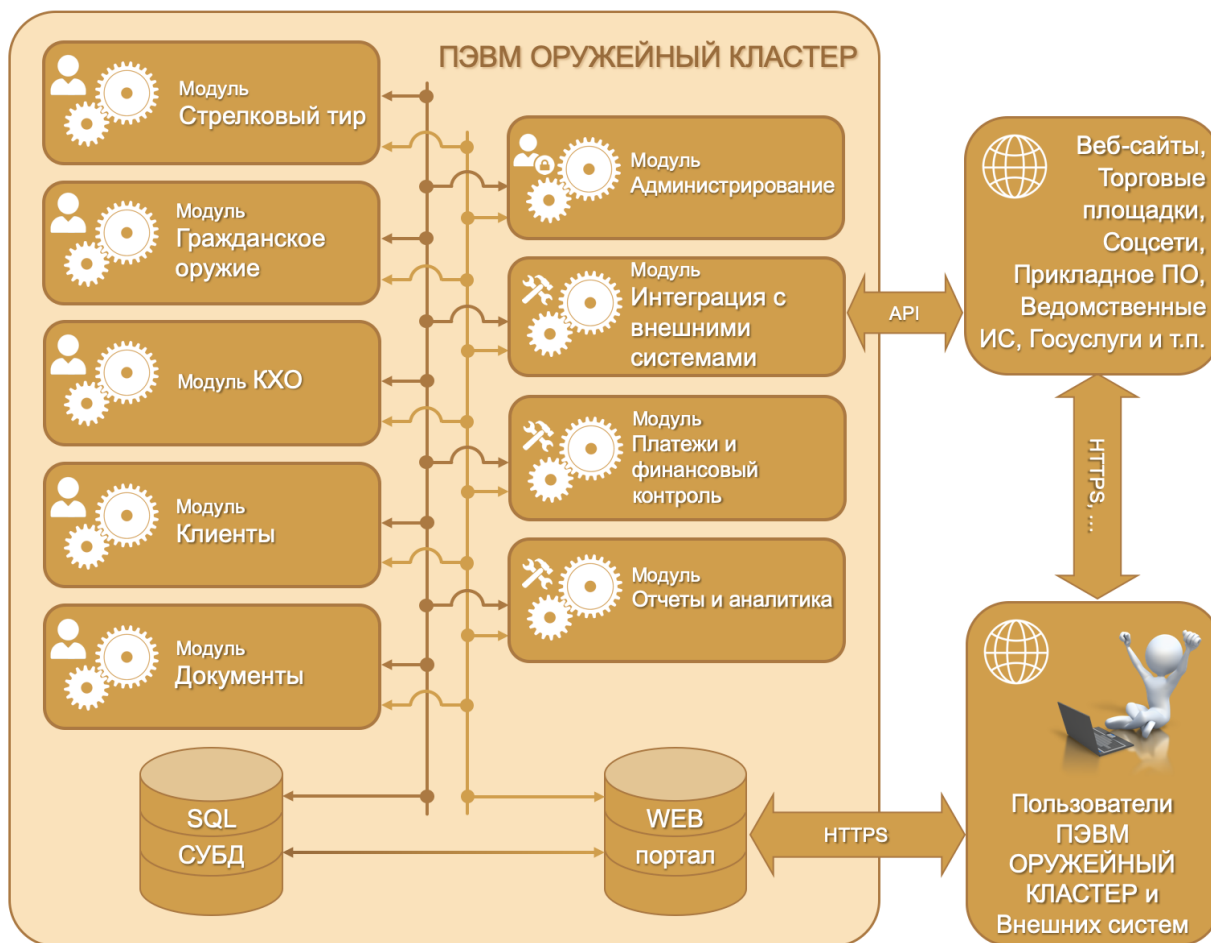 ПЭВМ ОРУЖЕЙНЫЙ КЛАСТЕР
Модуль
Стрелковый тир
Модуль
Гражданское
оружие
Модуль КХО
Модуль
Клиенты
Модуль
Документы
Модуль
Администрирование
Модуль
Интеграция с
внешними
системами
Модуль
Платежи и
финансовый
контроль
Модуль
Отчеты и аналитика
SQL
СУБД
WEB
портал
API
HTTPS
Веб-сайты,
Торговые
площадки,
Соцсети,
Прикладное ПО,
Ведомственные
ИС, Госуслуги и т.п.
HTTPS, ...
Пользователи
ПЭВМ
ОРУЖЕЙНЫЙ
КЛАСТЕР и
Внешних систем